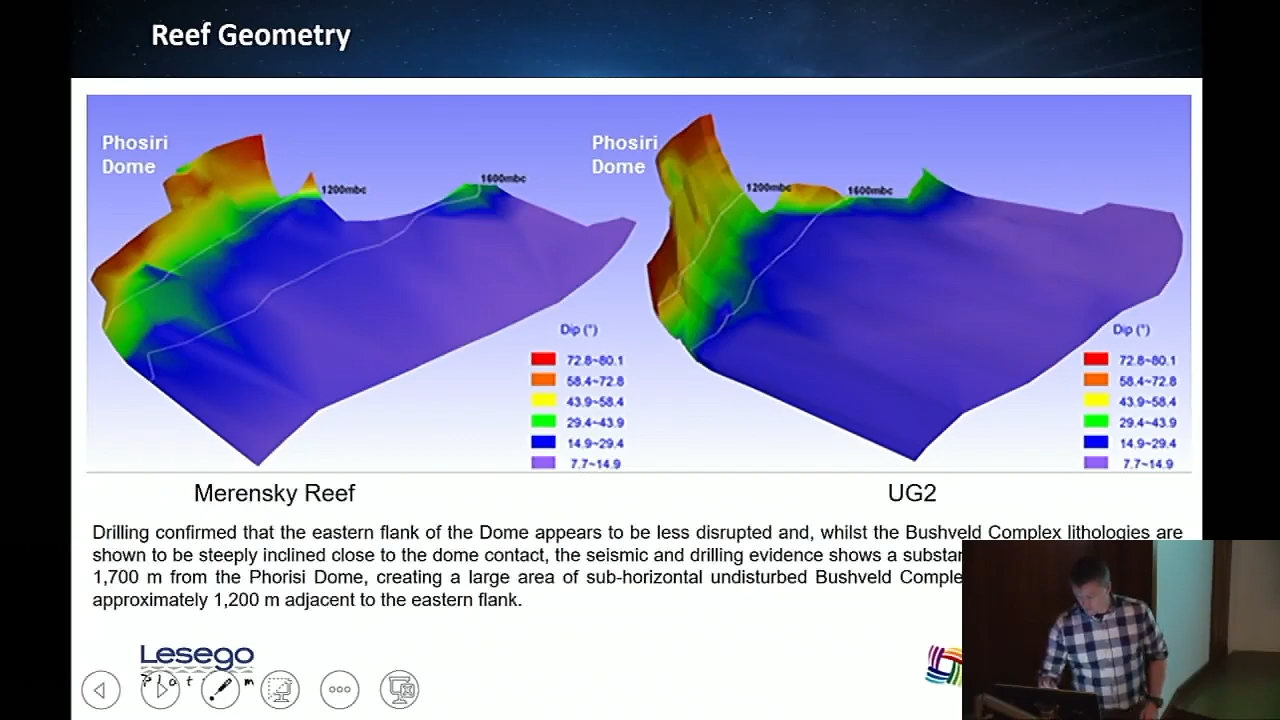 Reef Geometry
Phosiri
Dome
1200mbc
1600mbc
Dip (°)
72.8~80.1
58.4~72.8
43.9~58.4
29.4~43.9
14.9~29.4
7.7~14.9
Merensky Reef
Phosiri
Dome
1200mbc
1600mbc
Dip (°)
72.8~80.1
58.4~72.8
43.9~58.4
29.4~43.9
14.9~29.4
7.7~14.9
UG2
Drilling confirmed that the eastern flank of the Dome appears to be less disrupted and, whilst the Bushveld Complex lithologies are
shown to be steeply inclined close to the dome contact, the seismic and drilling evidence shows a
1,700 m from the Phorisi Dome, creating a large area of sub-horizontal undisturbed Bushveld
approximately 1,200 m adjacent to the eastern flank.
Lesego